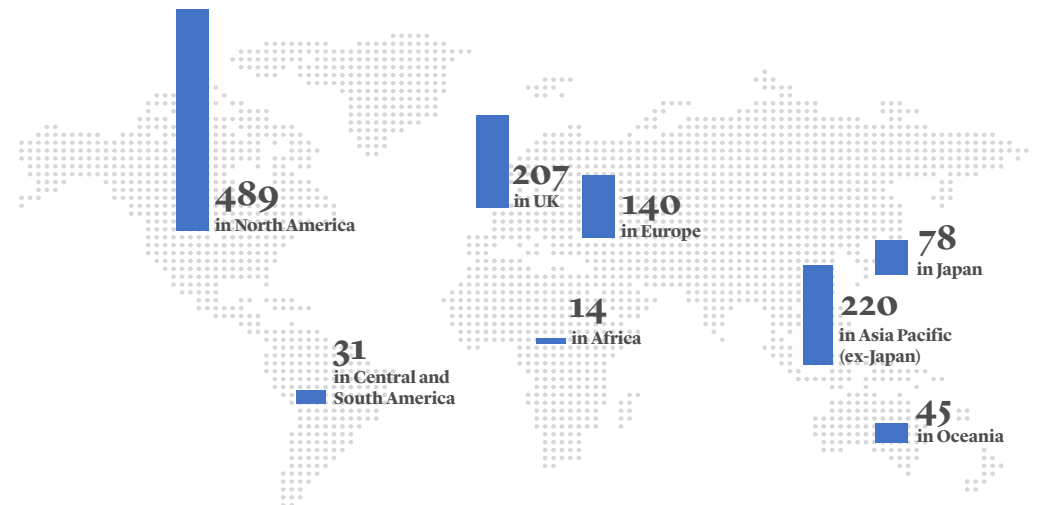 489
in North America
207
in UK
140
in Europe
78
in Japan
220
in Asia Pacific
(ex-Japan)
14
in Africa
31
in Central and
South America
45
in Oceania